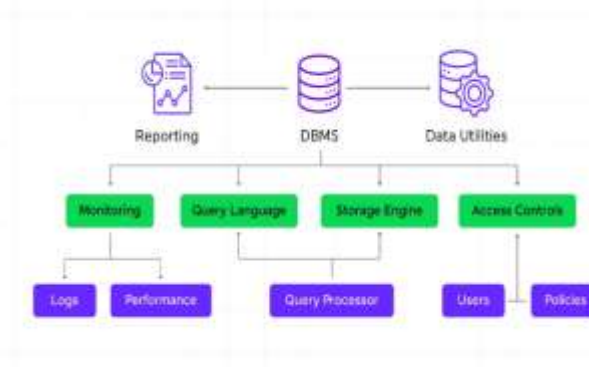 Reporting
DBMS
Data Utilities
Monitoring
Query Language
Storage Engine
Access Controls
Logs
Performance
Query Processor
Users
Policies